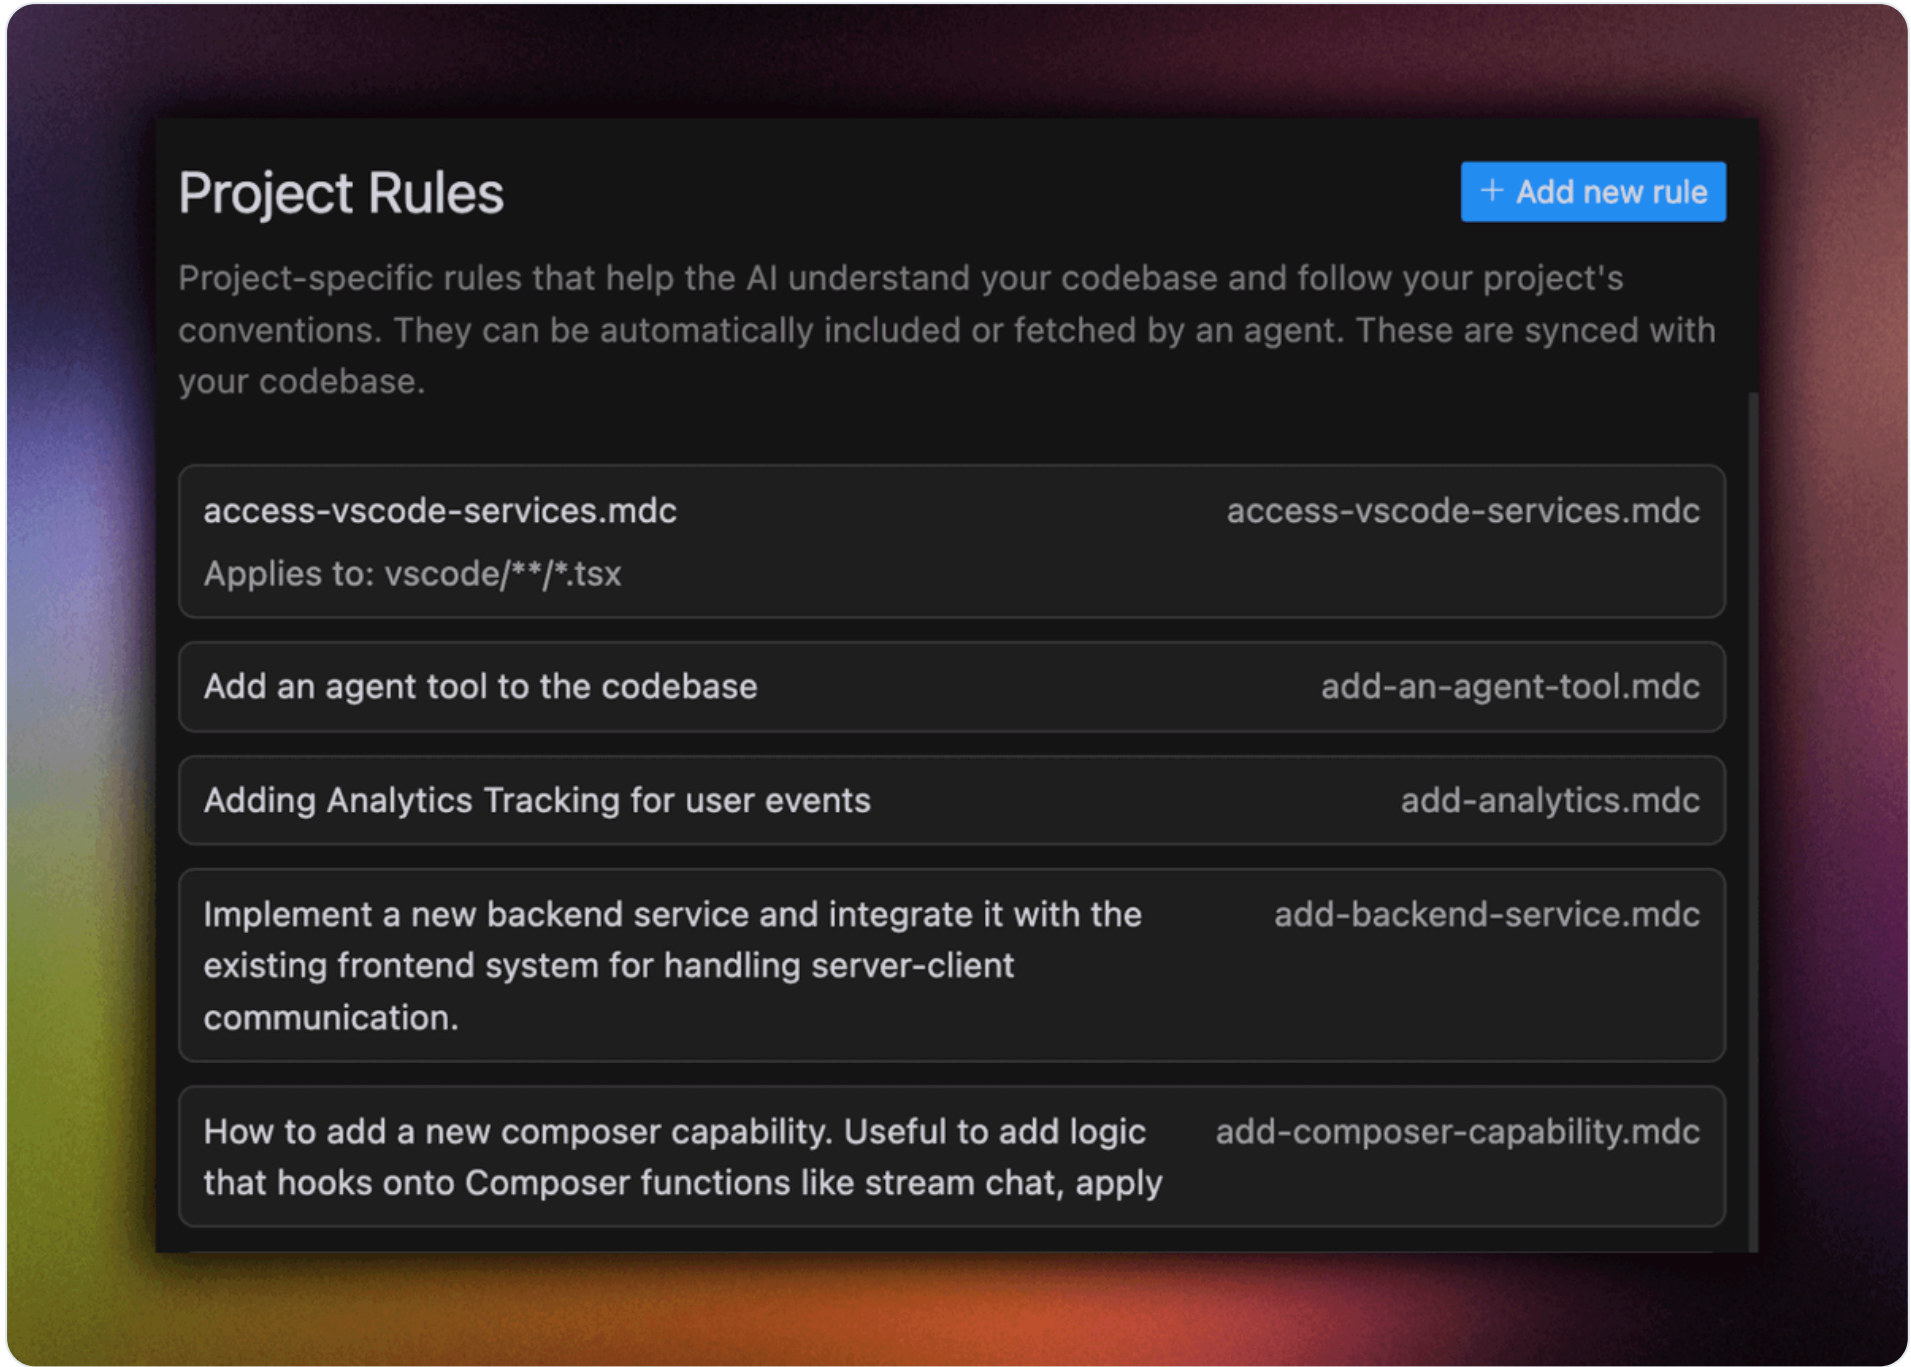 Project Rules
+ Add new rule
Project-specific rules that help the AI understand your codebase and follow your project's
conventions. They can be automatically included or fetched by an agent. These are synced with
your codebase.
access-vscode-services.mdc
access-vscode-services.mdc
Applies to: vscode/**/*.tsx
Add an agent tool to the codebase
add-an-agent-tool.mdc
Adding Analytics Tracking for user events
add-analytics.mdc
Implement a new backend service and integrate it with the
existing frontend system for handling server-client
communication.
add-backend-service.mdc
How to add a new composer capability. Useful to add logic
that hooks onto Composer functions like stream chat, apply
add-composer-capability.mdc